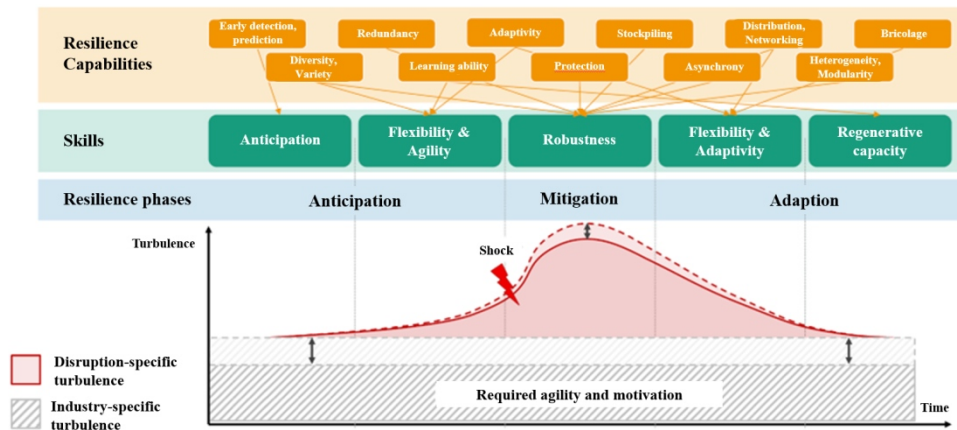 Resilience
Capabilities
Early detection,
prediction
Redundancy
Adaptivity
Stockpiling
Distribution,
Networking
Bricolage
Diversity,
Variety
Learning ability
Protection
Asynchrony
Heterogeneity,
Modularity
Skills
Anticipation
Flexibility &
Agility
Robustness
Flexibility &
Adaptivity
Regenerative
capacity
Resilience phases
Anticipation
Mitigation
Adaption
Turbulence
Shock
Disruption-specific
turbulence
Industry-specific
turbulence
Required agility and motivation
Time